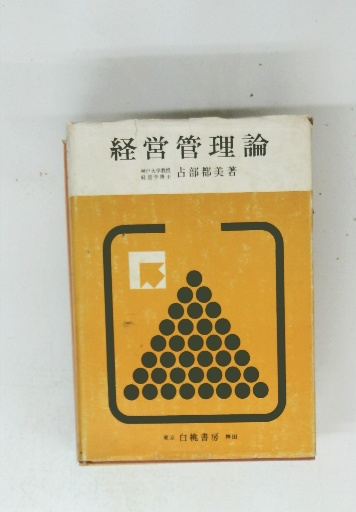 経営管理論
神戸大学教授
経営学博士 占部都美著
東京 白桃書房 神田